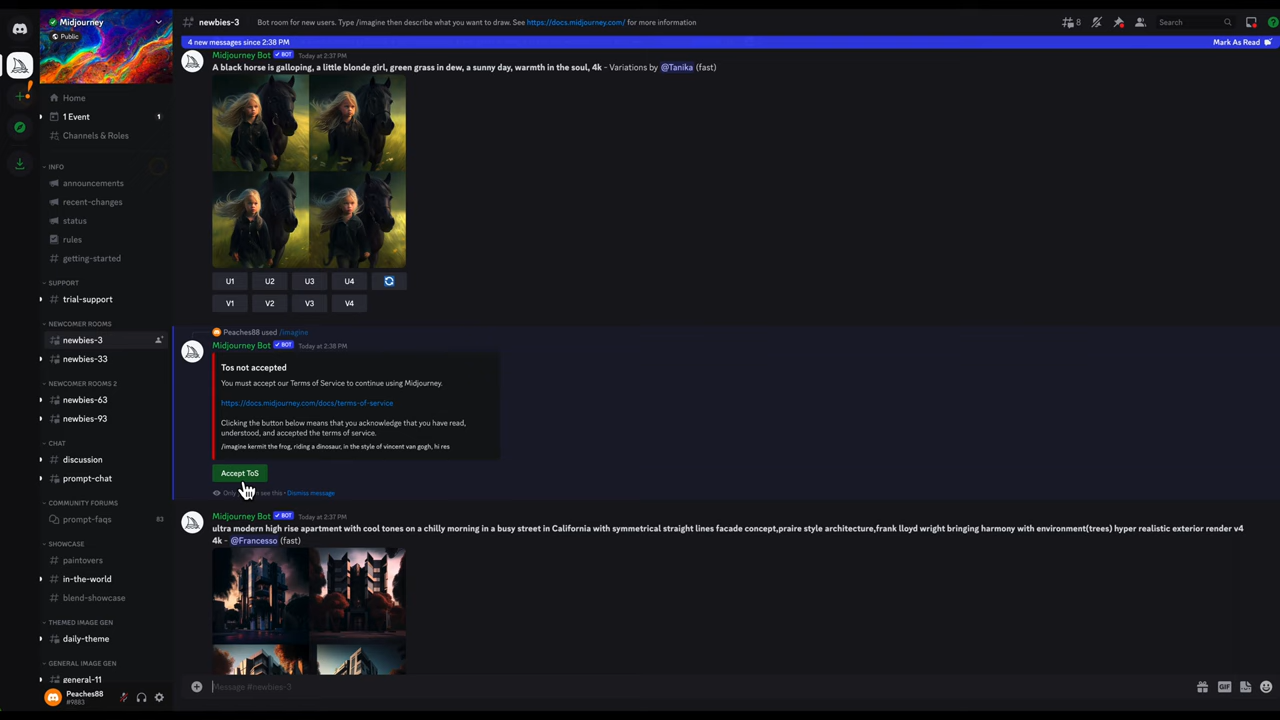 Midjourney
Public
newbies-3
Bot room for new users. Type /imagine then describe what you want to draw. See https://docs.midjourney.com/ for more information
8
Search
4 new messages since 2:38 PM
Mark As Read
Home
1 Event
1
Channels & Roles
INFO
announcements
recent-changes
status
rules
getting-started
SUPPORT
trial-support
NEWCOMER ROOMS
newbies-3
newbies-33
NEWCOMER ROOMS 2
newbies-63
newbies-93
CHAT
discussion
prompt-chat
COMMUNITY FORUMS
prompt-faqs
83
SHOWCASE
paintovers
in-the-world
blend-showcase
THEMED IMAGE GEN
daily-theme
GENERAL IMAGE GEN
general-11
Peaches88
#9883
Midjourney Bot BOT Today at 2:37 PM
A black horse is galloping, a little blonde girl, green grass in dew, a sunny day, warmth in the soul, 4k - Variations by @Tanika (fast)
U1 U2 U3 U4
V1 V2 V3 V4
Peaches88 used /imagine
Midjourney Bot BOT Today at 2:38 PM
Tos not accepted
You must accept our Terms of Service to continue using Midjourney.
https://docs.midjourney.com/docs/terms-of-service
Clicking the button below means that you acknowledge that you have read,
understood, and accepted the terms of service.
/imagine kermit the frog, riding a dinosaur, in the style of vincent van gogh, hi res
Accept ToS
Only see this • Dismiss message
Midjourney Bot BOT Today at 2:37 PM
ultra modern high rise apartment with cool tones on a chilly morning in a busy street in California with symmetrical straight lines facade concept,praire style architecture,frank lloyd wright bringing harmony with environment(trees) hyper realistic exterior render v4
4k - @Francesso (fast)
Message #newbies-3
GIF